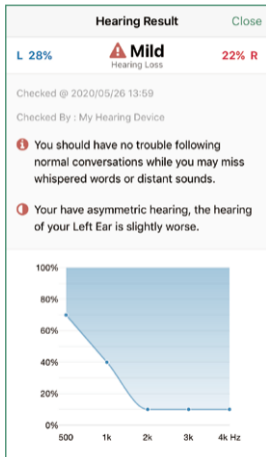 Hearing Result Close
L 28% Mild 22% R
Hearing Loss
Checked @ 2020/05/26 13:59
Checked By : My Hearing Device
You should have no trouble following
normal conversations while you may miss
whispered words or distant sounds.
Your have asymmetric hearing, the hearing
of your Left Ear is slightly worse.
100%
80%
60%
40%
20%
0%
500 1k 2k 3k 4k Hz